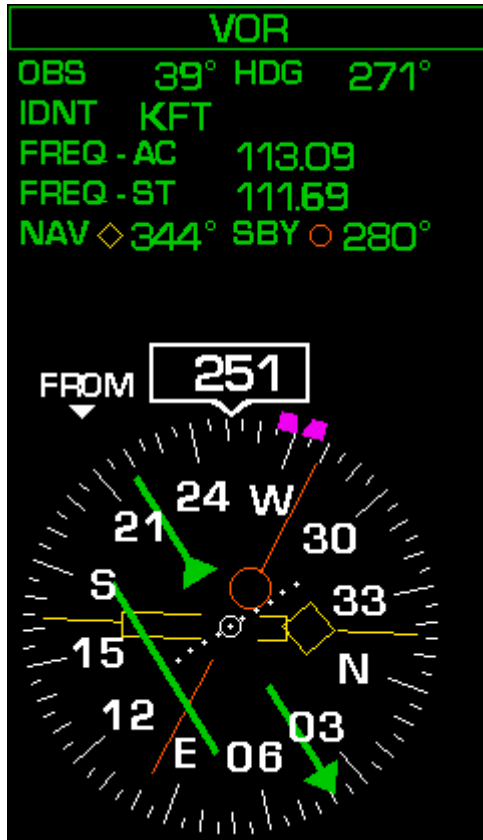 VOR
OBS 39° HDG 271°
IDNT KFT
FREQ - AC 113.09
FREQ - ST 111.69
NAV 344° SBY 280°
FROM 251
24 W
21 30
S 33
15 N
12 03
E 06